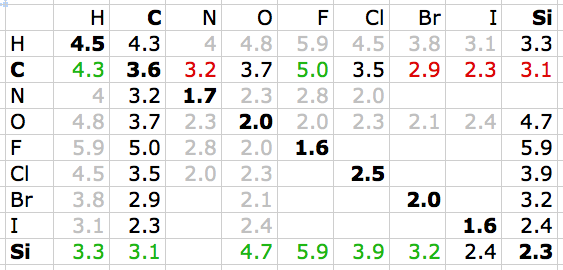 H C N O F Cl Br I Si
H 4.5 4.3 4 4.8 5.9 4.5 3.8 3.1 3.3
C 4.3 3.6 3.2 3.7 5.0 3.5 2.9 2.3 3.1
N 4 3.2 1.7 2.3 2.8 2.0
O 4.8 3.7 2.3 2.0 2.0 2.3 2.1 2.4 4.7
F 5.9 5.0 2.8 2.0 1.6 5.9
Cl 4.5 3.5 2.0 2.3 2.5 3.9
Br 3.8 2.9 2.1 2.0 3.2
I 3.1 2.3 2.4 1.6 2.4
Si 3.3 3.1 4.7 5.9 3.9 3.2 2.4 2.3